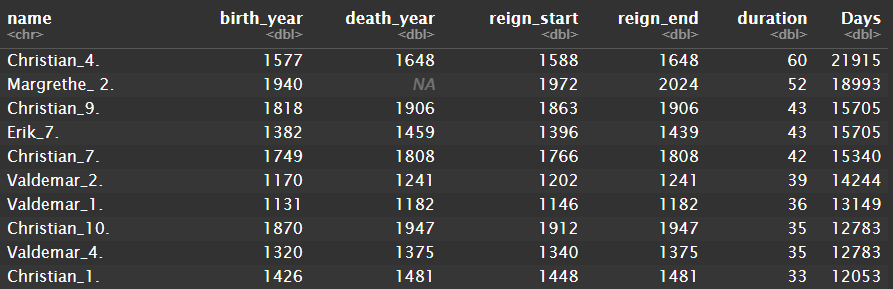 name birth_year death_year reign_start reign_end duration Days
<chr> <dbl> <dbl> <dbl> <dbl> <dbl> <dbl>
Christian_4. 1577 1648 1588 1648 60 21915
Margrethe_ 2. 1940 NA 1972 2024 52 18993
Christian_9. 1818 1906 1863 1906 43 15705
Erik_7. 1382 1459 1396 1439 43 15705
Christian_7. 1749 1808 1766 1808 42 15340
Valdemar_2. 1170 1241 1202 1241 39 14244
Valdemar_1. 1131 1182 1146 1182 36 13149
Christian_10. 1870 1947 1912 1947 35 12783
Valdemar_4. 1320 1375 1340 1375 35 12783
Christian_1. 1426 1481 1448 1481 33 12053